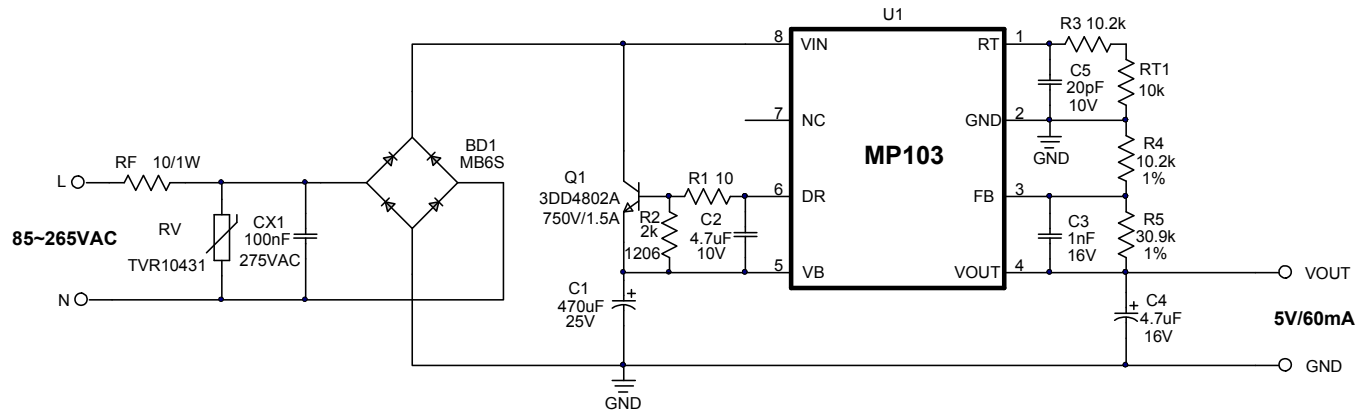 U1
8 VIN
RT 1
R3 10.2k
C5
20pF
10V
RT1
10k
7 NC
GND 2
GND
MP103
R4
10.2k
1%
BD1
MB6S
RF 10/1W
L
Q1
3DD4802A
750V/1.5A
R1 10
6 DR
FB 3
R2
2k
1206
C2
4.7uF
10V
C3
1nF
16V
R5
30.9k
1%
85~265VAC
RV
TVR10431
CX1
100nF
275VAC
5 VB
VOUT 4
VOUT
N
C1
470uF
25V
+
+
C4
4.7uF
16V
5V/60mA
GND
GND